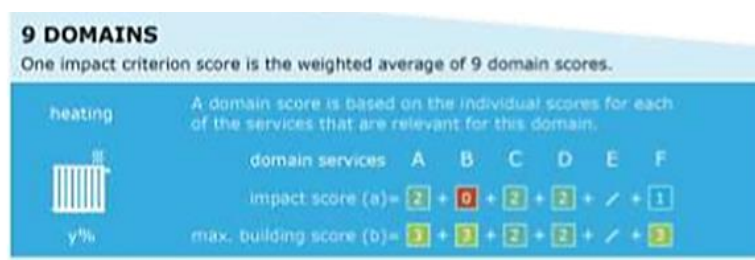 9 DOMAINS
One impact criterion score is the weighted average of 9 domain scores.
heating
A domain score is based on the individual scores for each
of the services that are relevant for this domain.
domain services A B C D E F
impact score (a)= 2 + 0 + 2 + 2 + / + 1
y% max. building score (b)= 3 + 3 + 2 + 2 + / + 3